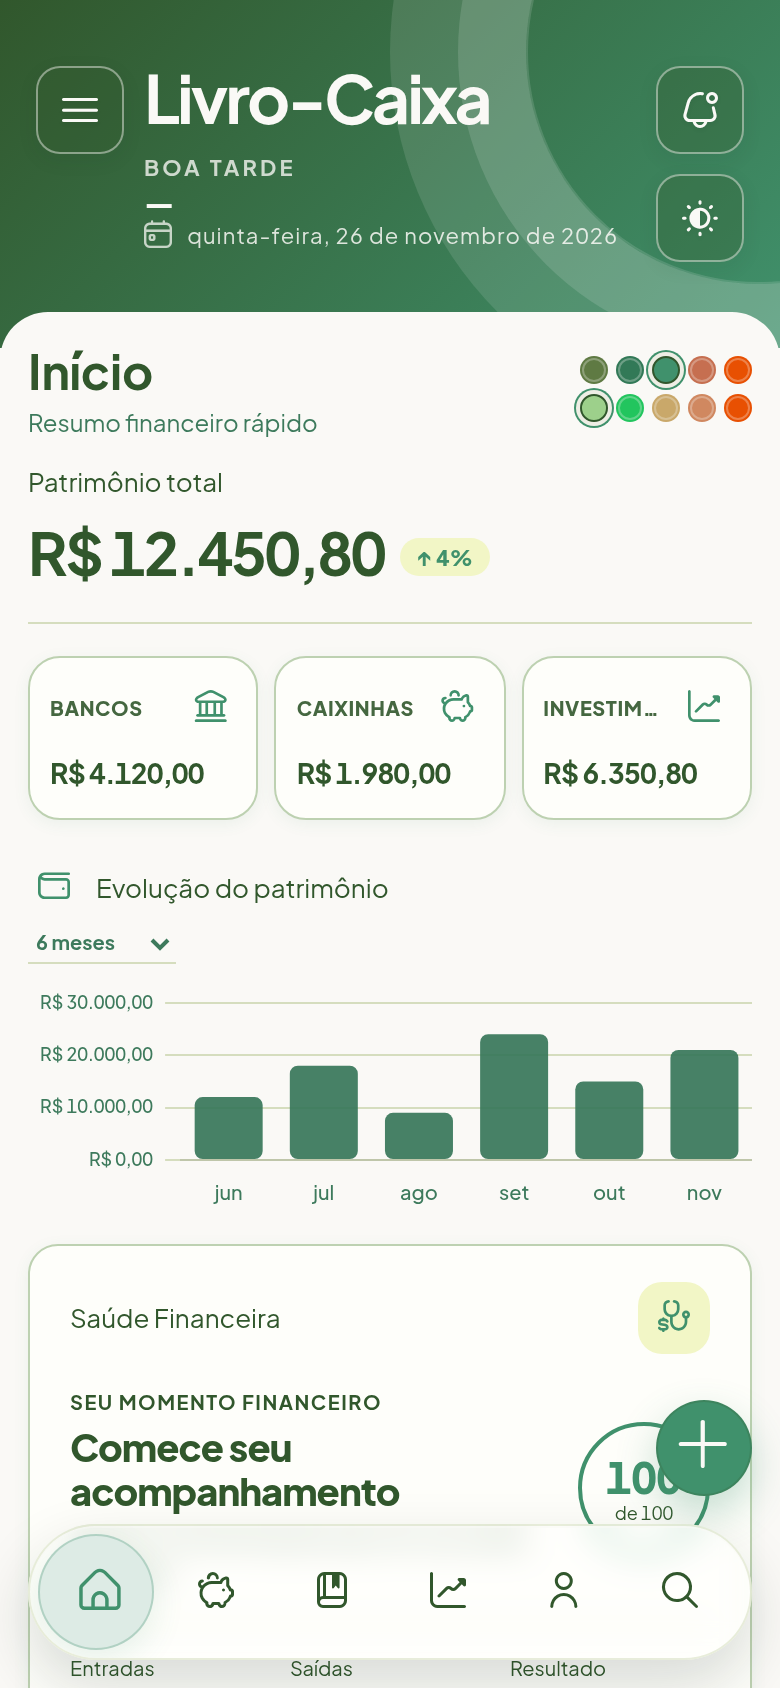 Livro-Caixa
BOA TARDE
quinta-feira, 26 de novembro de 2026
Início
Resumo financeiro rápido
Patrimônio total
R$ 12.450,80 ↑ 4%
BANCOS
R$ 4.120,00
CAIXINHAS
R$ 1.980,00
INVESTIM...
R$ 6.350,80
Evolução do patrimônio
6 meses
R$ 30.000,00
R$ 20.000,00
R$ 10.000,00
R$ 0,00
jun jul ago set out nov
Saúde Financeira
SEU MOMENTO FINANCEIRO
Comece seu
acompanhamento
100
de 100
Entradas Saídas Resultado